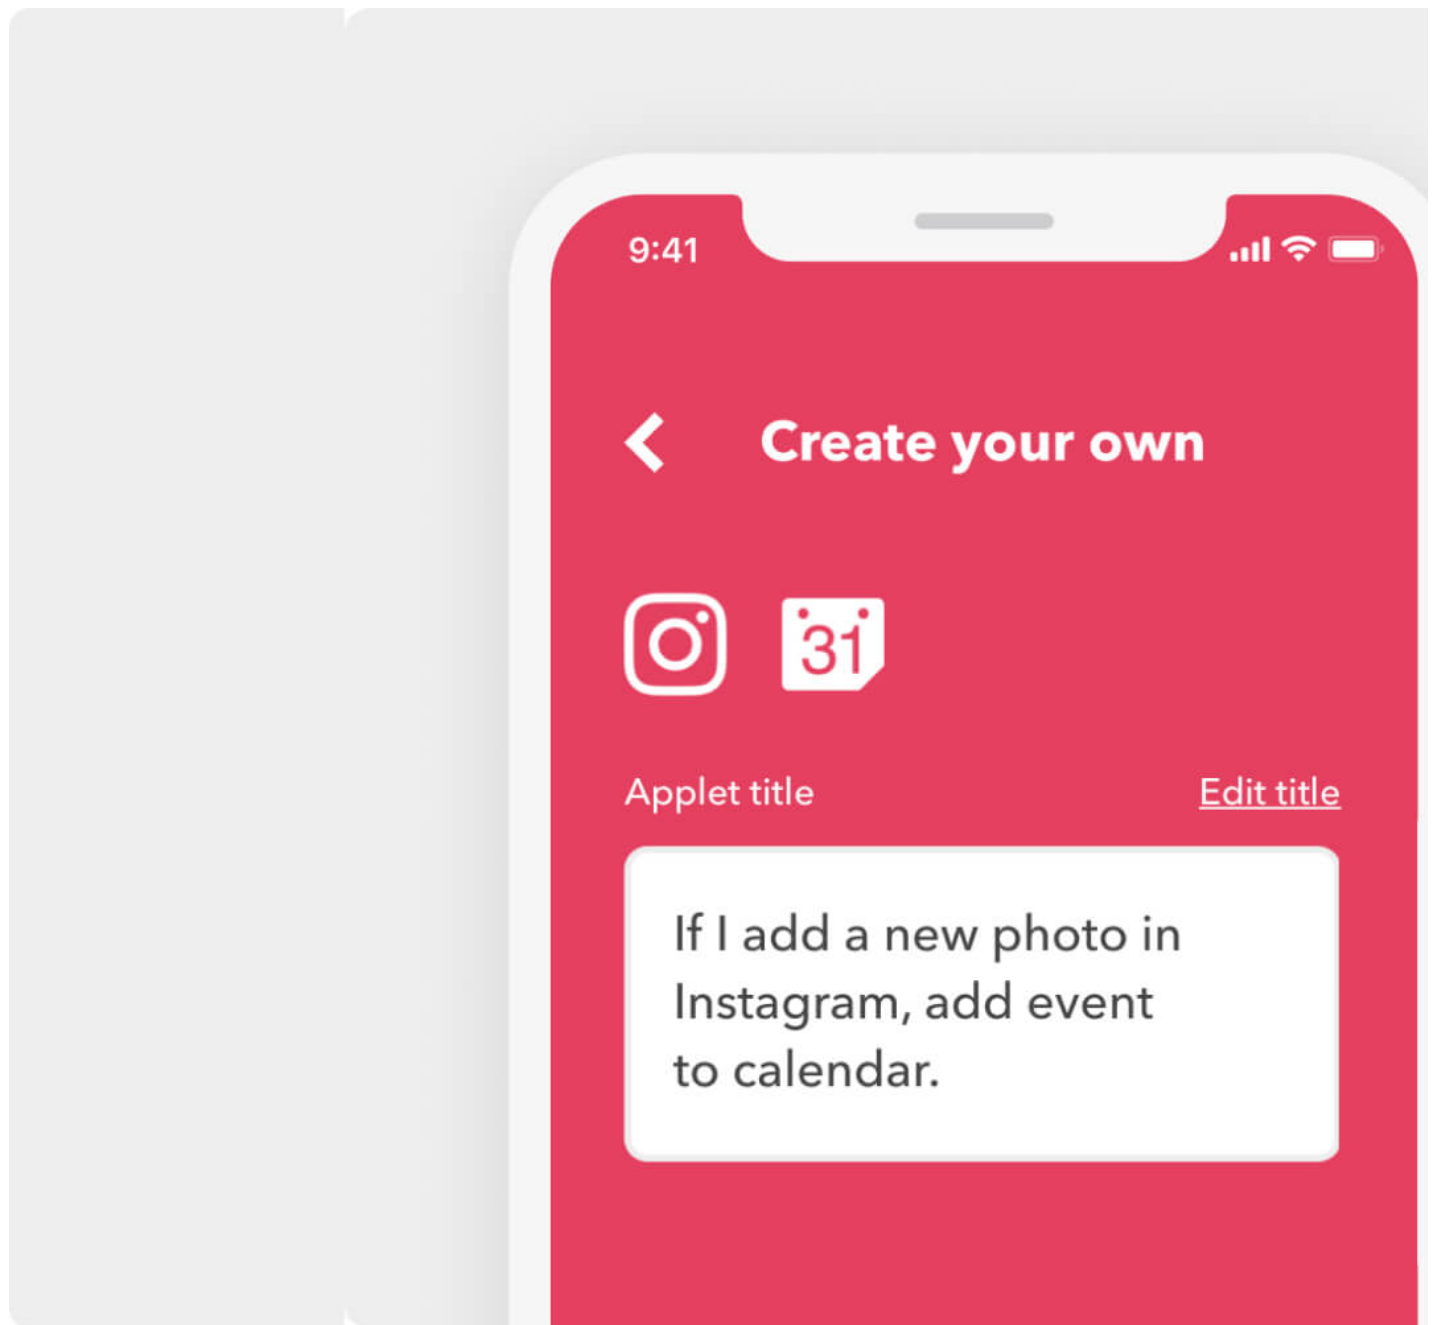 9:41
Create your own
31
Applet title
Edit title
If I add a new photo in
Instagram, add event
to calendar.